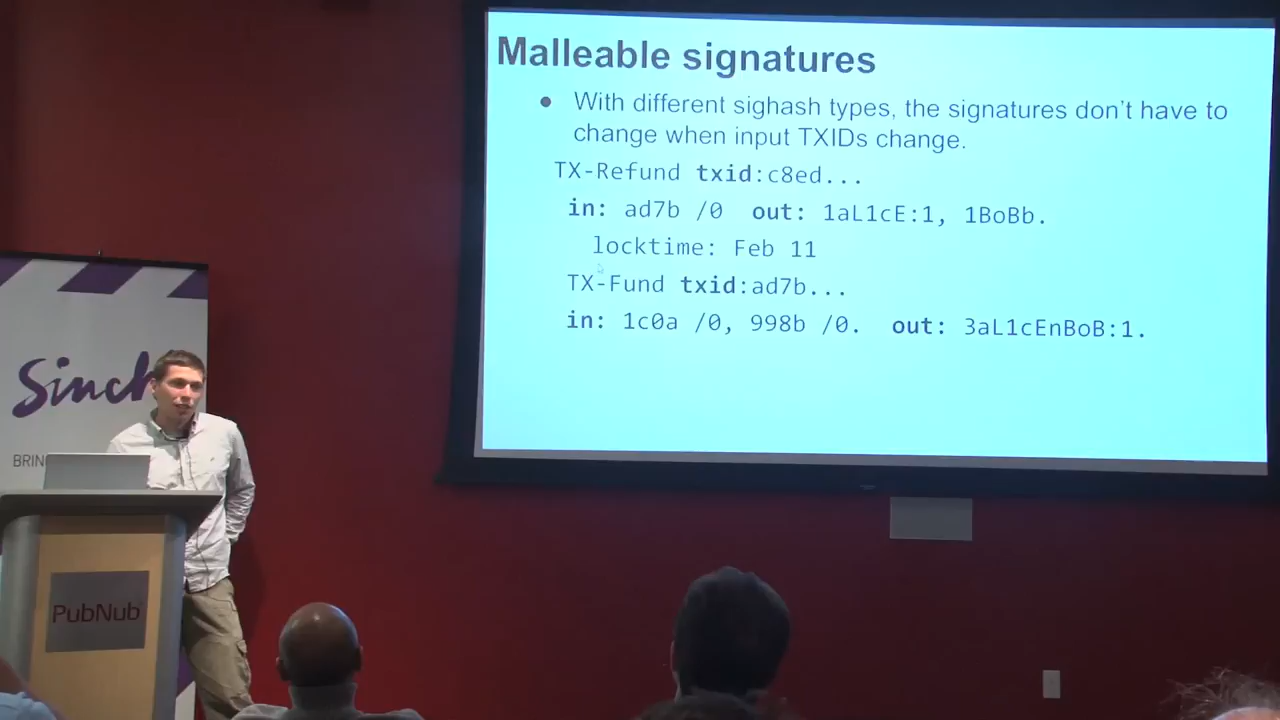 Malleable signatures
● With different sighash types, the signatures don't have to
change when input TXIDs change.
TX-Refund txid:c8ed...
in: ad7b /0 out: 1aL1cE:1, 1BoBb.
locktime: Feb 11
TX-Fund txid:ad7b...
in: 1c0a /0, 998b /0. out: 3aL1cEnBoB:1.
Sinch
BRIN
PubNub